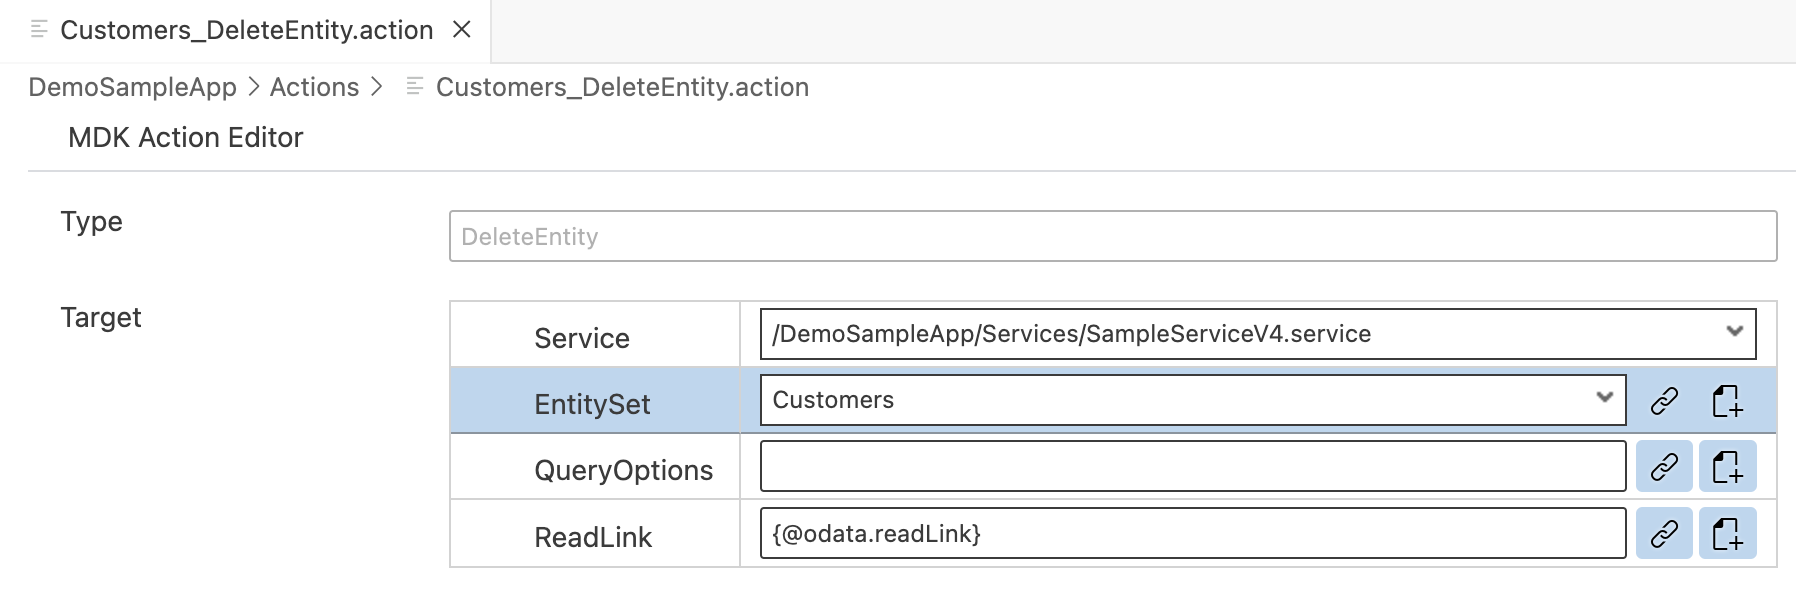 Customers_DeleteEntity.action
DemoSampleApp > Actions > Customers_DeleteEntity.action
MDK Action Editor
Type
DeleteEntity
Target
Service
/DemoSampleApp/Services/SampleServiceV4.service
EntitySet
Customers
QueryOptions
ReadLink
{@odata.readLink}